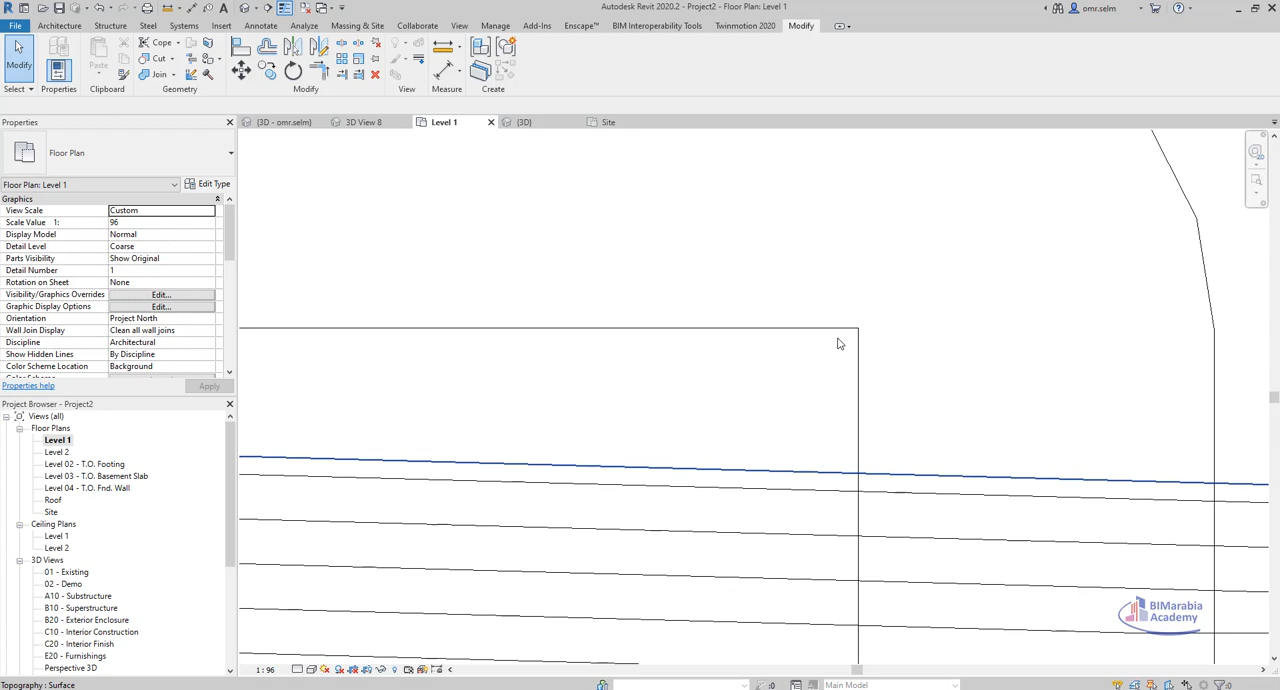 Autodesk Revit 2020.2 - Project2 - Floor Plan: Level 1
omr.selm
File Architecture Structure Steel Systems Insert Annotate Analyze Massing & Site Collaborate View Manage Add-Ins Enscape™ BIM Interoperability Tools Twinmotion 2020 Modify
Modify Paste Cope Cut Join
Select Properties Clipboard Geometry Modify View Measure Create
Properties
{3D - omr.selm} 3D View 8 Level 1 {3D} Site
Floor Plan
Floor Plan: Level 1 Edit Type
Graphics
View Scale Custom
Scale Value 1: 96
Display Model Normal
Detail Level Coarse
Parts Visibility Show Original
Detail Number 1
Rotation on Sheet None
Visibility/Graphics Overrides Edit...
Graphic Display Options Edit...
Orientation Project North
Wall Join Display Clean all wall joins
Discipline Architectural
Show Hidden Lines By Discipline
Color Scheme Location Background
Properties help Apply
Project Browser - Project2
Views (all)
Floor Plans
Level 1
Level 2
Level 02 - T.O. Footing
Level 03 - T.O. Basement Slab
Level 04 - T.O. Fnd. Wall
Roof
Site
Ceiling Plans
Level 1
Level 2
3D Views
01 - Existing
02 - Demo
A10 - Substructure
B10 - Superstructure
B20 - Exterior Enclosure
C10 - Interior Construction
C20 - Interior Finish
E20 - Furnishings
Perspective 3D
BIMarabia
Academy
1 : 96
Topography : Surface
:0
Main Model
:0